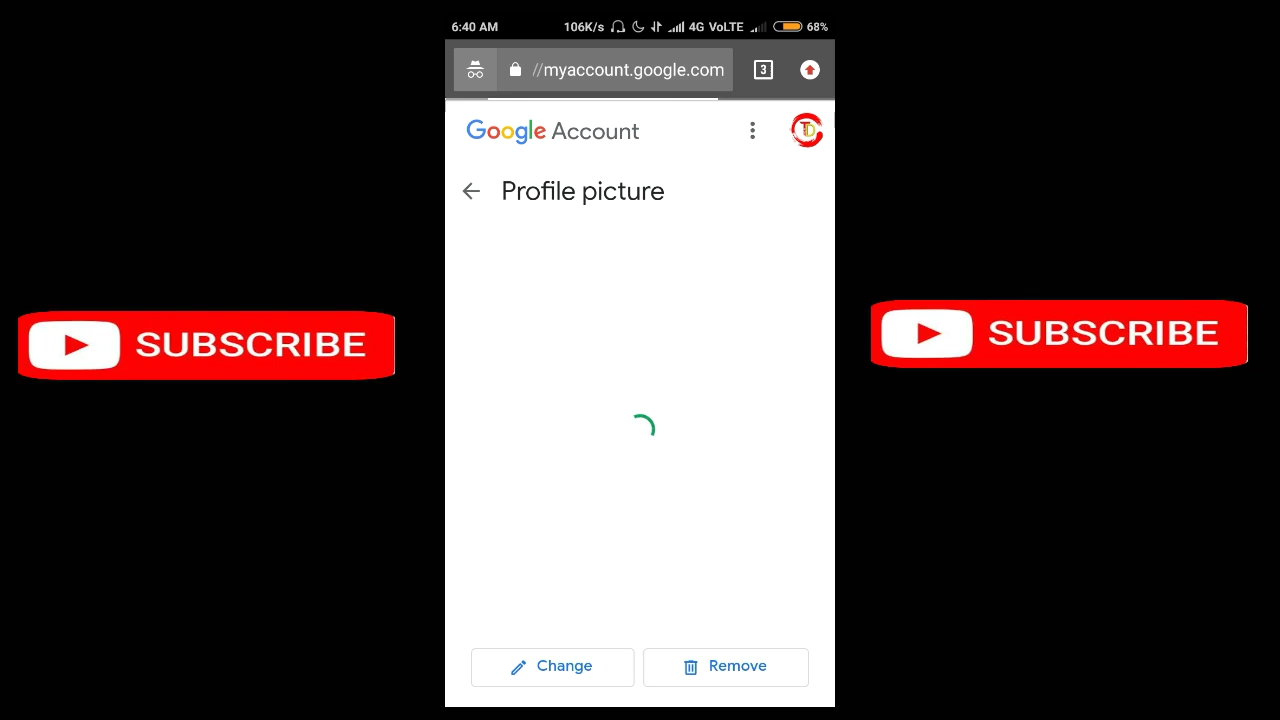 6:40 AM 106K/s 4G VoLTE 68%
//myaccount.google.com 3
Google Account TD
Profile picture
SUBSCRIBE
SUBSCRIBE
Change Remove